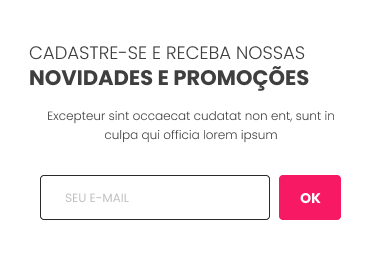 CADASTRE-SE E RECEBA NOSSAS
NOVIDADES E PROMOÇÕES
Excepteur sint occaecat cudatat non ent, sunt in
culpa qui officia lorem ipsum
SEU E-MAIL
OK